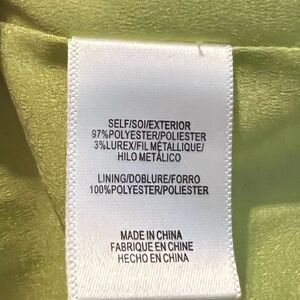 SELF/SOI/EXTERIOR
97%POLYESTER/POLIESTER
3%LUREX/FIL MÉTALLIQUE/
HILO METÁLICO
LINING/DOBLURE/FORRO
100%POLYESTER/POLIESTER
MADE IN CHINA
FABRIQUE EN CHINE
HECHO EN CHINA